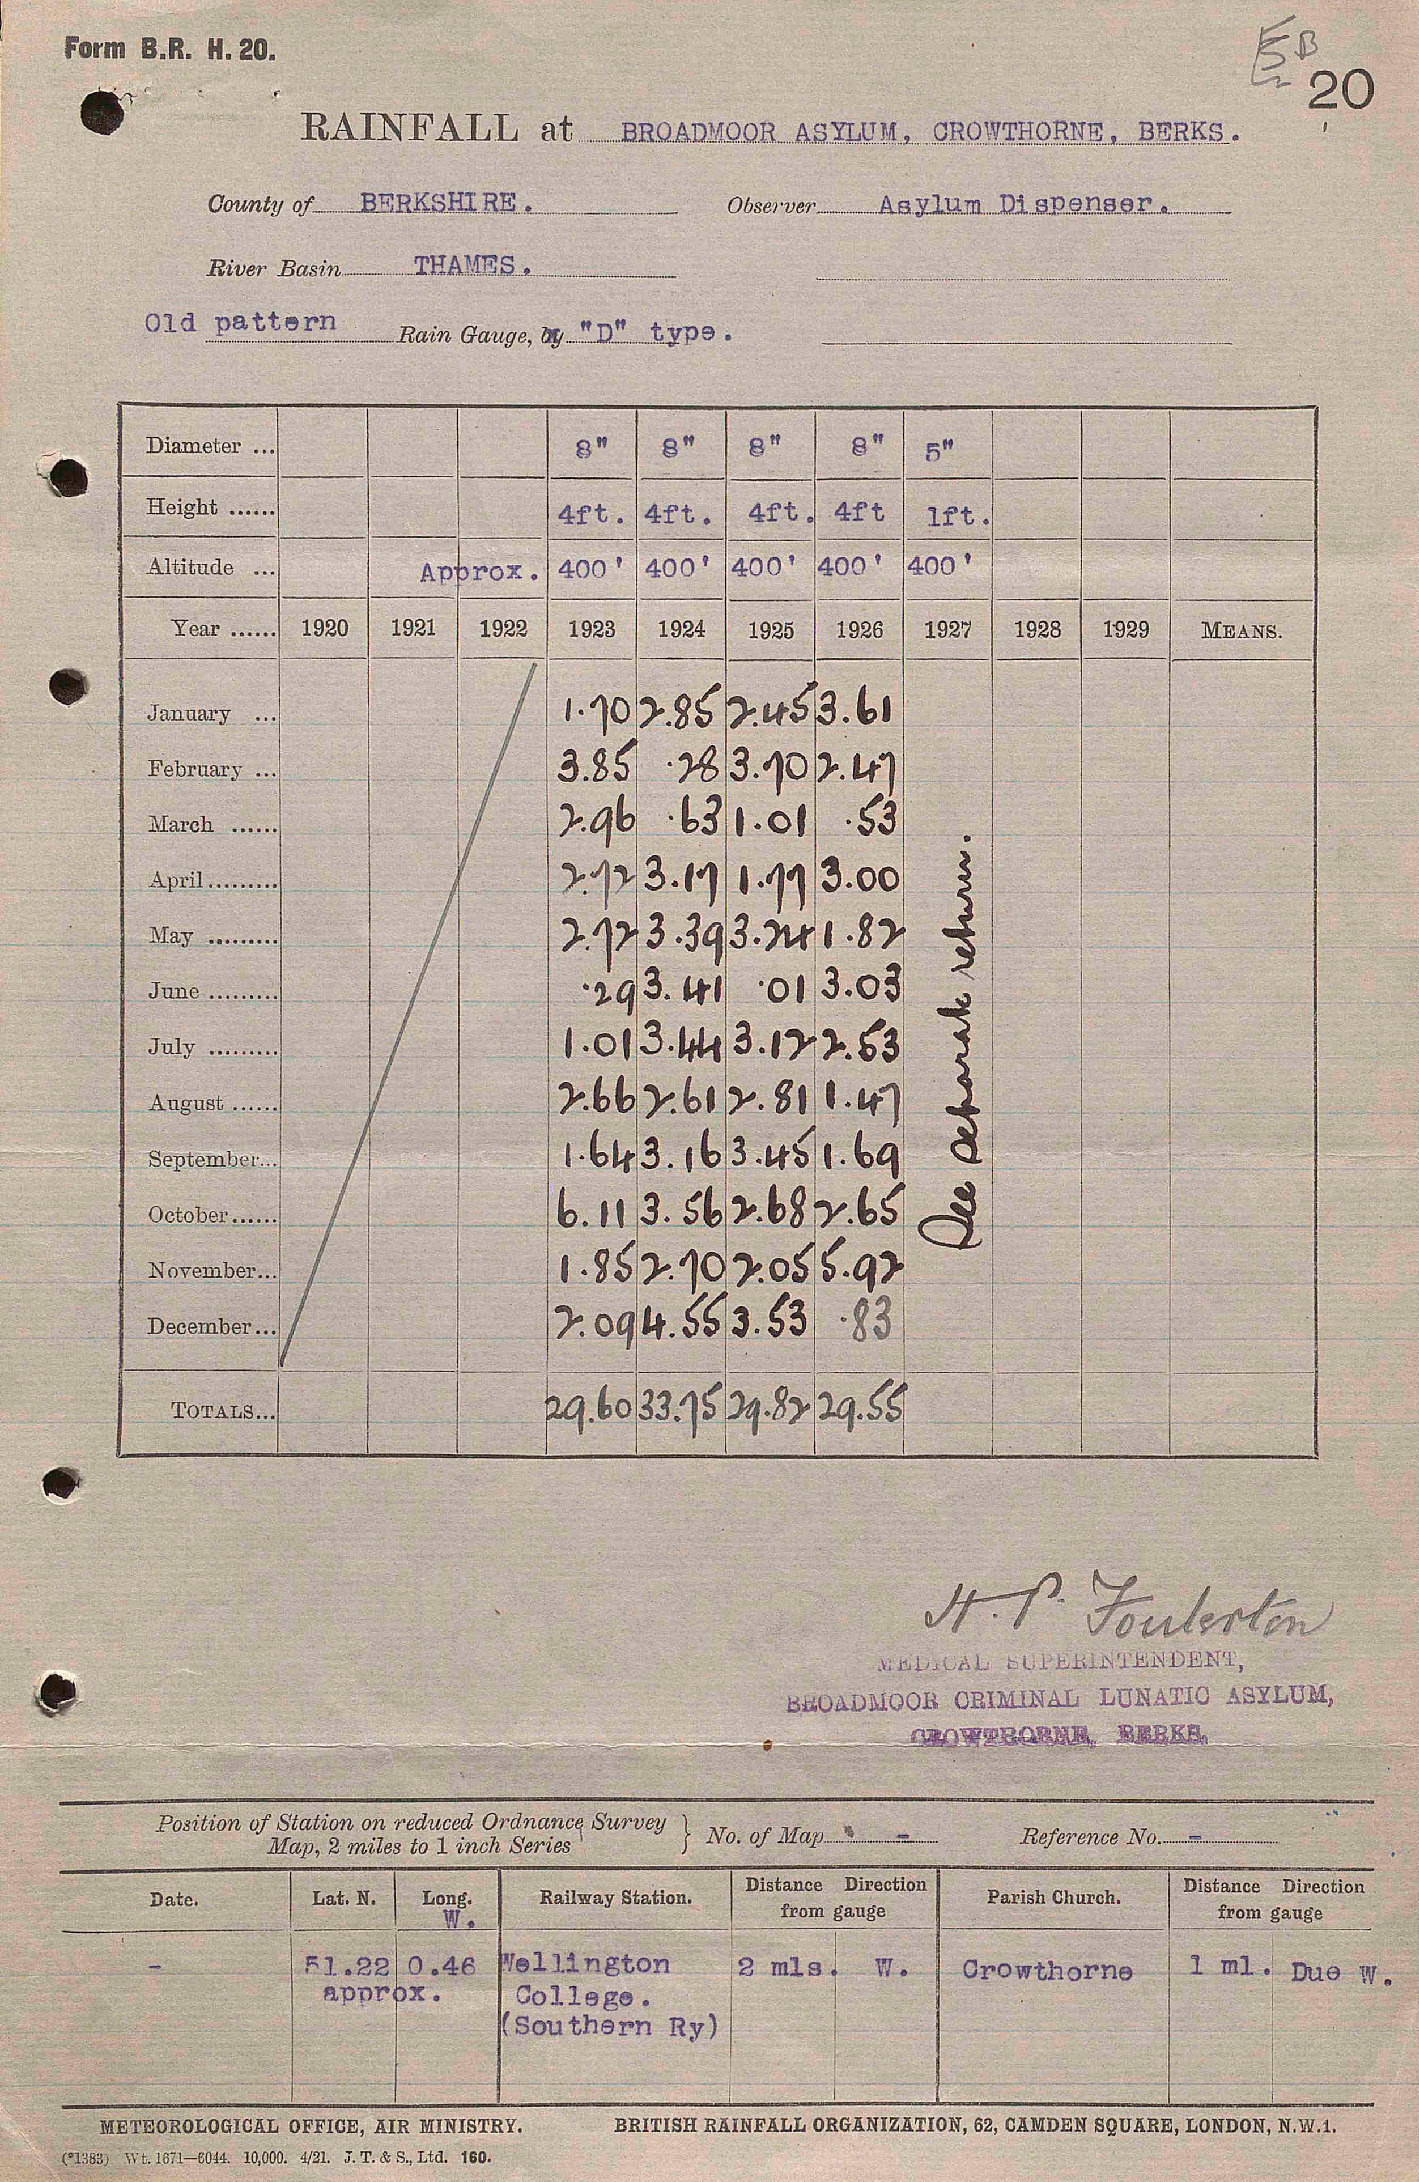 Form B.R. H. 20.
20
RAINFALL at BROADMOOR ASYLUM, CROWTHORNE, BERKS.
County of BERKSHIRE. Observer Asylum Dispenser.
River Basin THAMES.
Old pattern Rain Gauge, by "D" type.
Diameter ... 8" 8" 8" 8" 5"
Height ...... 4ft. 4ft. 4ft. 4ft 1ft.
Altitude ... Approx. 400' 400' 400' 400' 400'
Year ...... 1920 1921 1922 1923 1924 1925 1926 1927 1928 1929 MEANS.
January ... 1.70 2.85 2.45 3.61
February ... 3.85 .28 3.70 2.47
March ...... 2.96 .63 1.01 .53
April ......... 2.72 3.17 1.77 3.00
May ......... 2.72 3.39 3.24 1.82
June ......... .29 3.41 .01 3.03
July ......... 1.01 3.44 3.12 2.53
August ...... 2.66 2.61 2.81 1.47
September... 1.64 3.16 3.45 1.69
October...... 6.11 3.56 2.68 2.65
November... 1.85 2.70 2.05 5.92
December... 2.09 4.55 3.53 .83
See separate return.
TOTALS... 29.60 33.75 29.82 29.55
H. P. Foulerton
MEDICAL SUPERINTENDENT,
BROADMOOR CRIMINAL LUNATIC ASYLUM,
CROWTHORNE, BERKS.
Position of Station on reduced Ordnance Survey
Map, 2 miles to 1 inch Series } No. of Map - Reference No. -
Date. Lat. N. Long. W. Railway Station. Distance Direction from gauge Parish Church. Distance Direction from gauge
- 51.22 0.46 Wellington 2 mls. W. Crowthorne 1 ml. Due W.
approx. College.
(Southern Ry)
METEOROLOGICAL OFFICE, AIR MINISTRY. BRITISH RAINFALL ORGANIZATION, 62, CAMDEN SQUARE, LONDON, N.W.1.
(*1383) Wt. 1671—6044. 10,000. 4/21. J. T. & S., Ltd. 160.